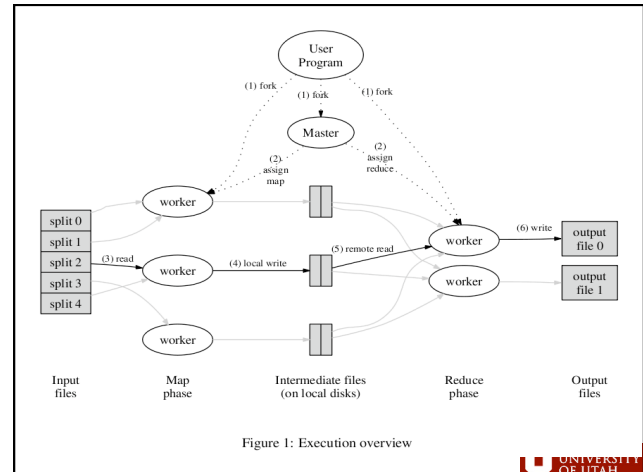 User
Program
(1) fork
(1) fork
(1) fork
Master
(2)
assign
map
(2)
assign
reduce
worker
split 0
split 1
split 2
split 3
split 4
(3) read
worker
(4) local write
(5) remote read
worker
(6) write
output
file 0
worker
output
file 1
worker
Input
files
Map
phase
Intermediate files
(on local disks)
Reduce
phase
Output
files
Figure 1: Execution overview
UNIVERSITY
OF UTAH